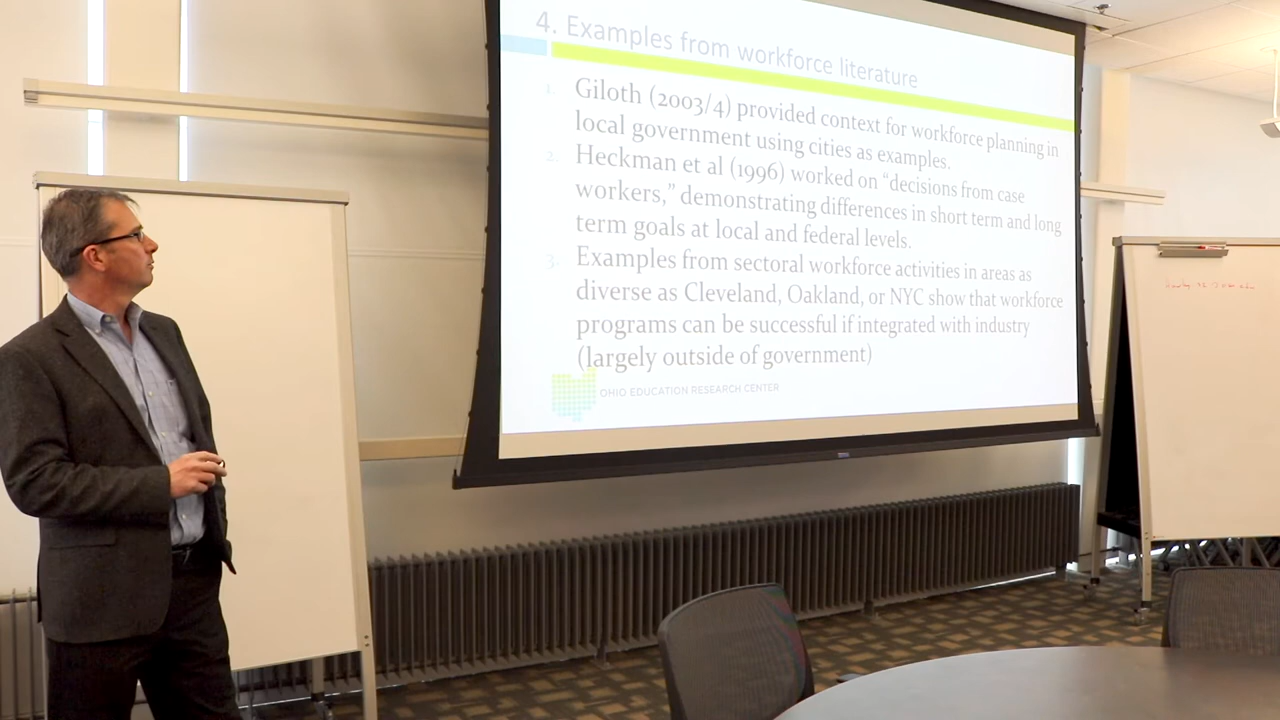 4. Examples from workforce literature
1. Giloth (2003/4) provided context for workforce planning in
local government using cities as examples.
2. Heckman et al (1996) worked on “decisions from case
workers,” demonstrating differences in short term and long
term goals at local and federal levels.
3. Examples from sectoral workforce activities in areas as
diverse as Cleveland, Oakland, or NYC show that workforce
programs can be successful if integrated with industry
(largely outside of government)
OHIO EDUCATION RESEARCH CENTER